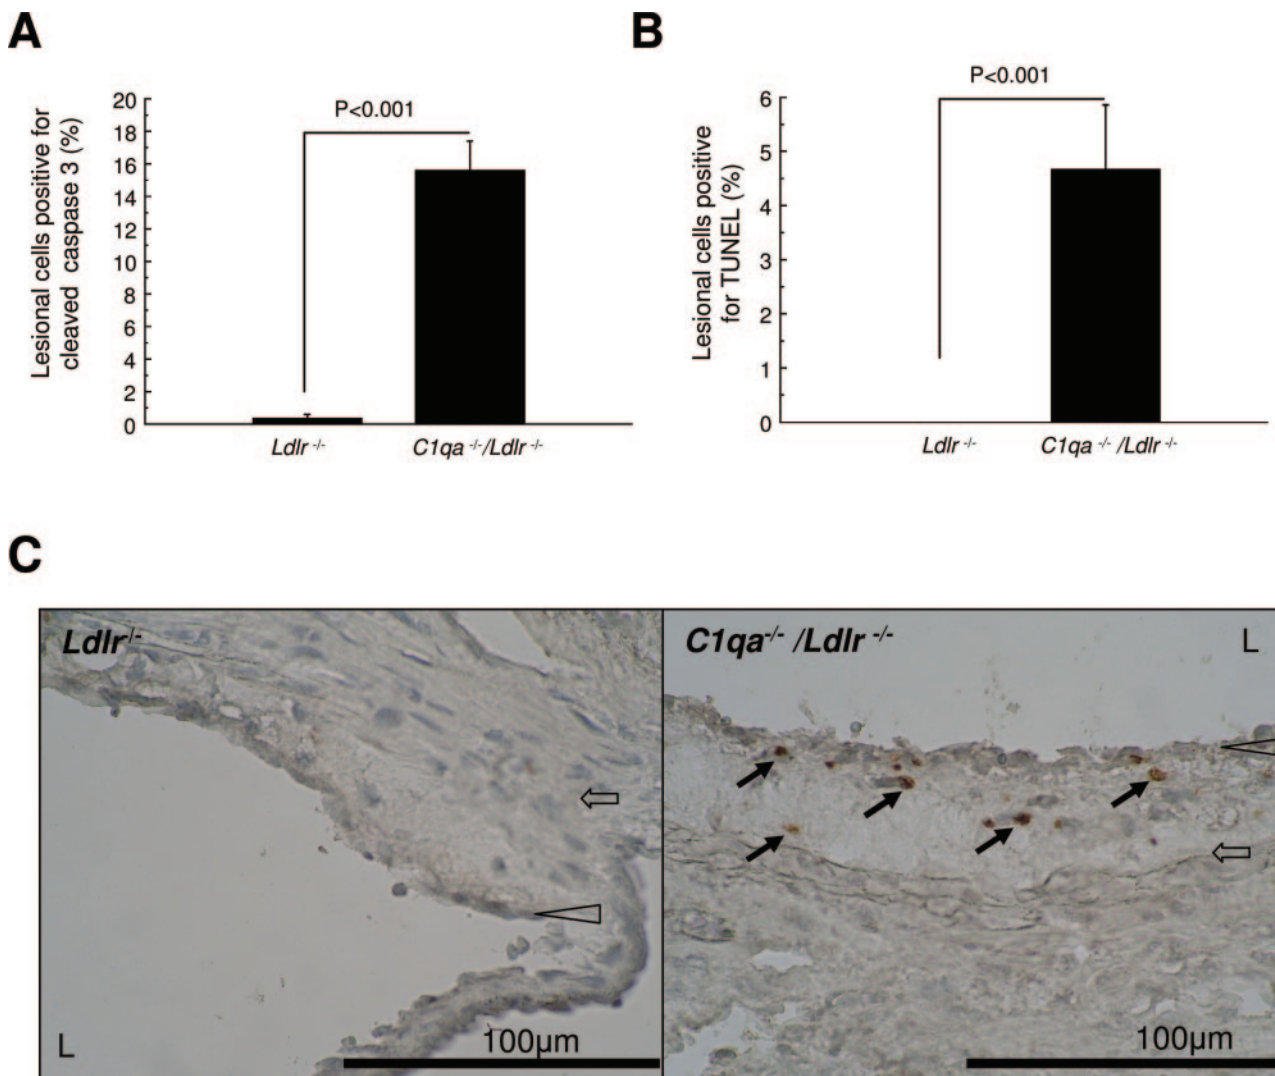 A
B
P<0.001
P<0.001
Lesional cells positive for
cleaved caspase 3 (%)
20
18
16
14
12
10
8
6
4
2
0
Ldlr -/-
C1qa -/-/Ldlr -/-
Lesional cells positive
for TUNEL (%)
6
5
4
3
2
1
0
Ldlr -/-
C1qa -/- /Ldlr -/-
C
Ldlr-/-
C1qa-/- /Ldlr -/-
L
L
100µm
100µm